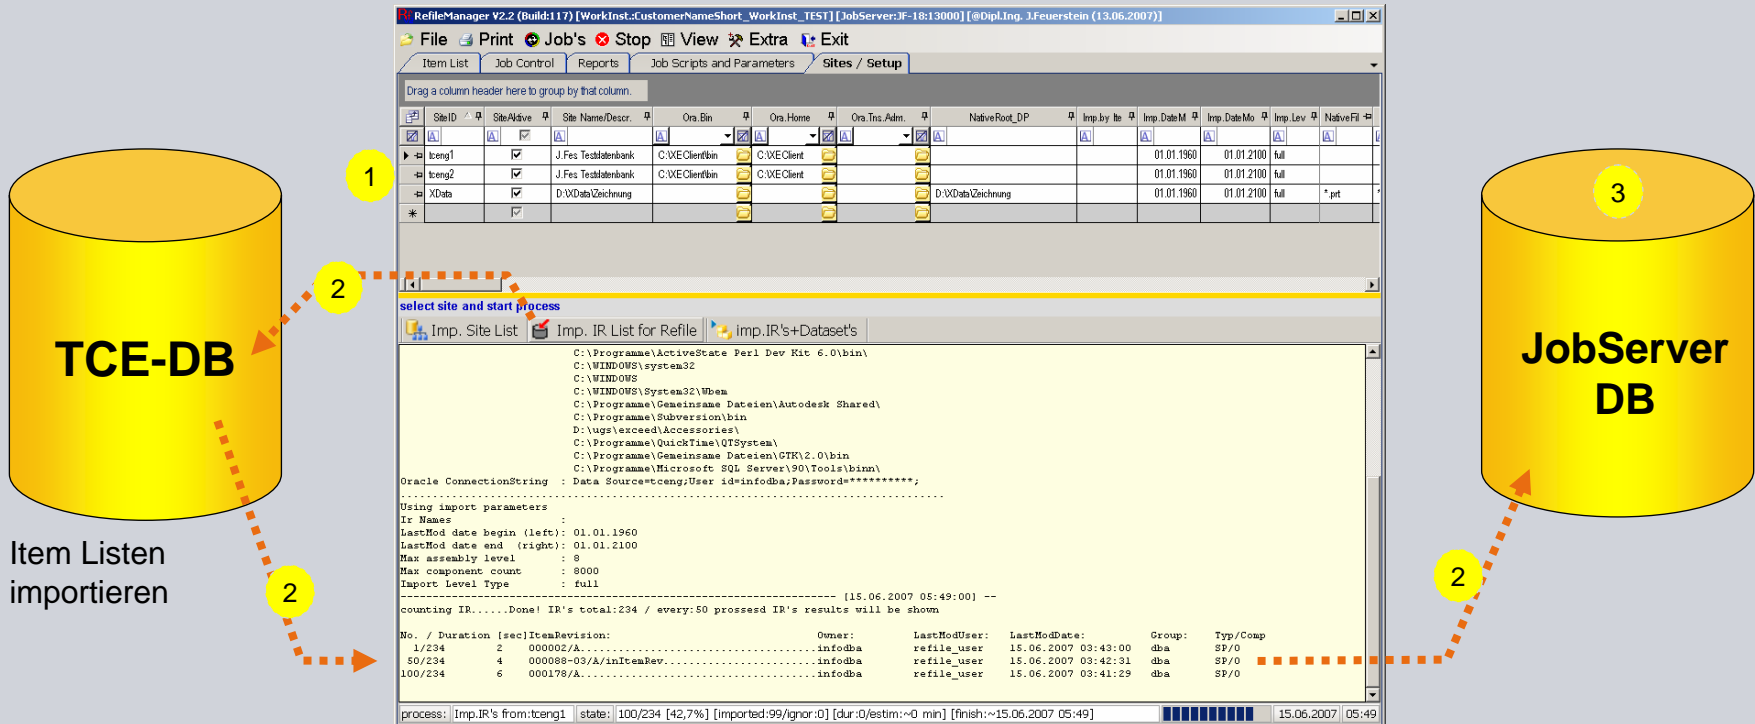 RefileManager V2.2 (Build:117) [WorkInst.:CustomerNameShort_WorkInst_TEST] [JobServer:JF-18:13000] [@Dipl.Ing. J.Feuerstein (13.06.2007)]
File Print Job's Stop View Extra Exit
Item List Job Control Reports Job Scripts and Parameters Sites / Setup
Drag a column header here to group by that column.
SiteID SiteAktive Site Name/Descr. Ora.Bin Ora.Home Ora.Tns.Adm. NativeRoot_DP Imp.by Ite Imp.DateM Imp.DateMo Imp.Lev NativeFil
tceng1 J.Fes Testdatenbank C:\XEClient\bin C:\XEClient 01.01.1960 01.01.2100 full
tceng2 J.Fes Testdatenbank C:\XEClient\bin C:\XEClient 01.01.1960 01.01.2100 full
XData D:\XData\Zeichnung D:\XData\Zeichnung 01.01.1960 01.01.2100 full *.prt
1
3
2
select site and start process
Imp. Site List Imp. IR List for Refile imp.IR's+Dataset's
TCE-DB
JobServer
DB
C:\Programme\ActiveState Perl Dev Kit 6.0\bin\
C:\WINDOWS\system32
C:\WINDOWS
C:\WINDOWS\System32\Wbem
C:\Programme\Gemeinsame Dateien\Autodesk Shared\
C:\Programme\Subversion\bin
D:\ugs\exceed\Accessories\
C:\Programme\QuickTime\QTSystem\
C:\Programme\Gemeinsame Dateien\GTK\2.0\bin
C:\Programme\Microsoft SQL Server\90\Tools\binn\
Oracle ConnectionString : Data Source=tceng;User id=infodba;Password=**********;
Using import parameters
Ir Names :
LastMod date begin (left): 01.01.1960
LastMod date end (right): 01.01.2100
Max assembly level : 8
Max component count : 8000
Import Level Type : full
[15.06.2007 05:49:00] --
counting IR......Done! IR's total:234 / every:50 prossesd IR's results will be shown
No. / Duration [sec]ItemRevision: Owner: LastModUser: LastModDate: Group: Typ/Comp
1/234 2 000002/A.....................................infodba refile_user 15.06.2007 03:43:00 dba SP/0
50/234 4 000088-03/A/inItemRev........................infodba refile_user 15.06.2007 03:42:31 dba SP/0
100/234 6 000178/A.....................................infodba refile_user 15.06.2007 03:41:29 dba SP/0
Item Listen
importieren
2
2
process: Imp.IR's from:tceng1 state: 100/234 [42,7%] [imported:99/ignor:0] [dur:0/estim:~0 min] [finish:~15.06.2007 05:49] 15.06.2007 05:49